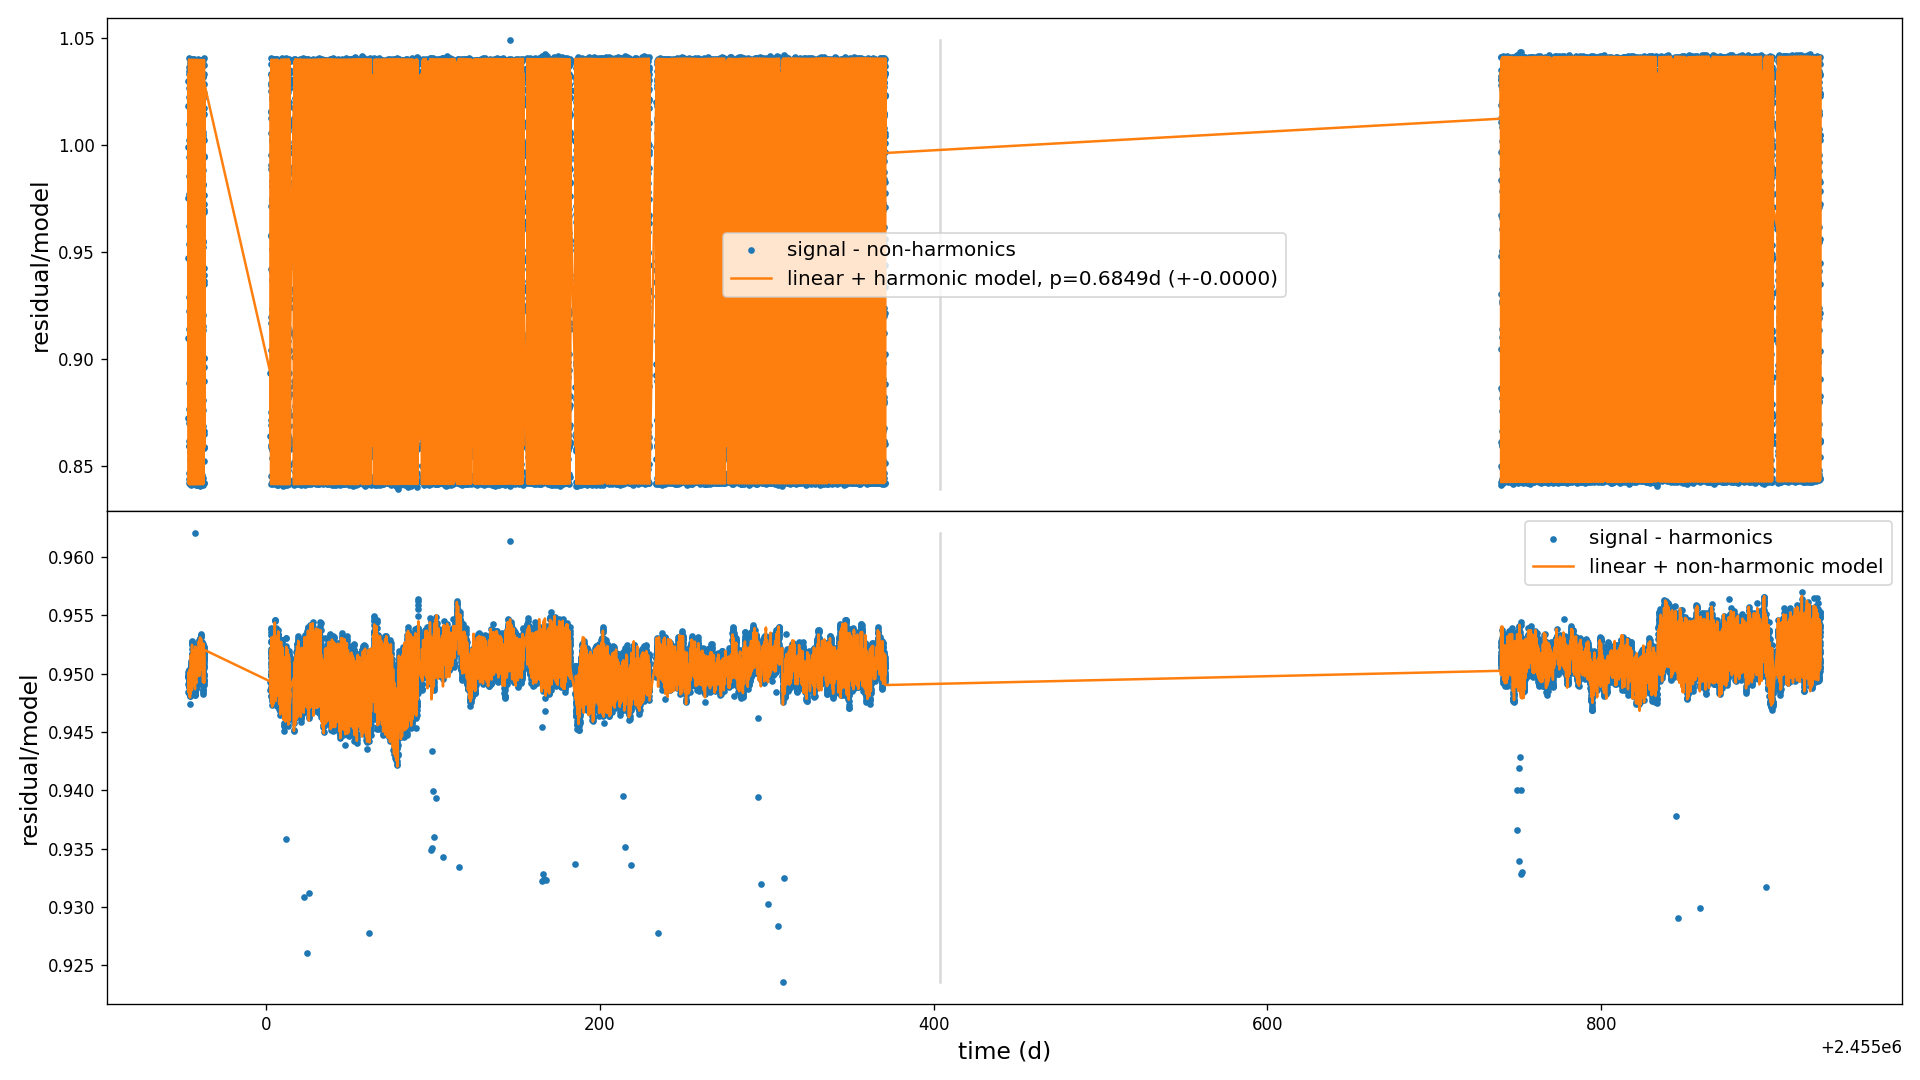 1.05
1.00
0.95
0.90
0.85
residual/model
signal - non-harmonics
linear + harmonic model, p=0.6849d (+-0.0000)
0.960
0.955
0.950
0.945
0.940
0.935
0.930
0.925
residual/model
signal - harmonics
linear + non-harmonic model
0 200 400 600 800
time (d)
+2.455e6